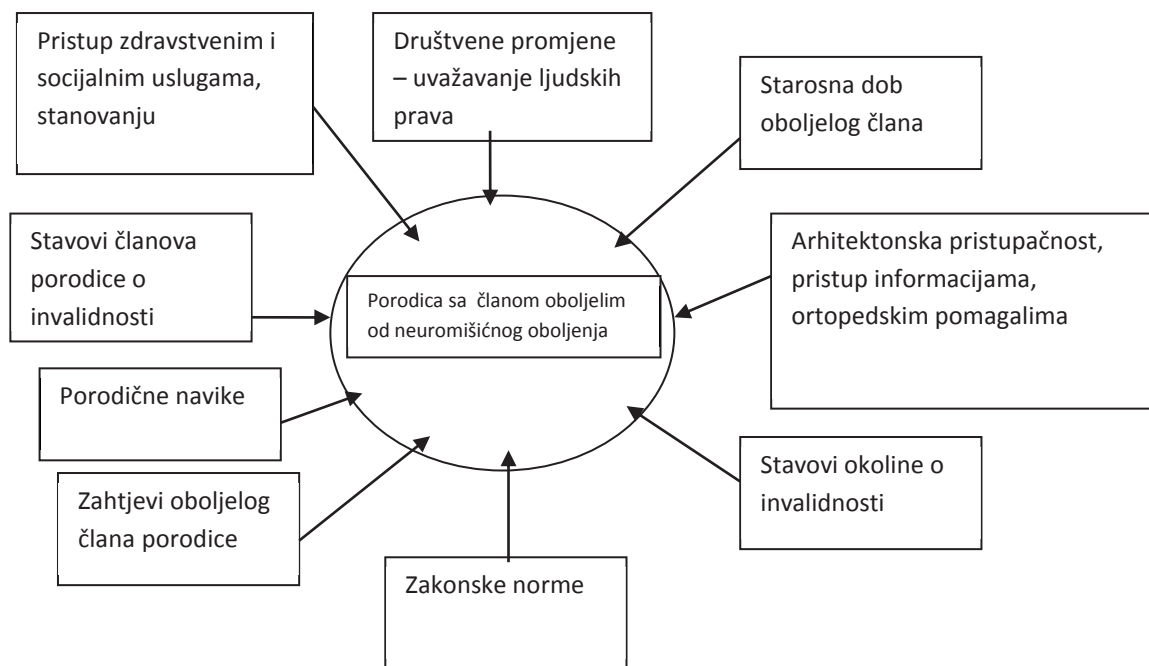 Pristup zdravstvenim i
socijalnim uslugama,
stanovanju
Društvene promjene
– uvažavanje ljudskih
prava
Starosna dob
oboljelog člana
Stavovi članova
porodice o
invalidnosti
Porodica sa članom oboljelim
od neuromišićnog oboljenja
Arhitektonska pristupačnost,
pristup informacijama,
ortopedskim pomagalima
Porodične navike
Stavovi okoline o
invalidnosti
Zahtjevi oboljelog
člana porodice
Zakonske norme